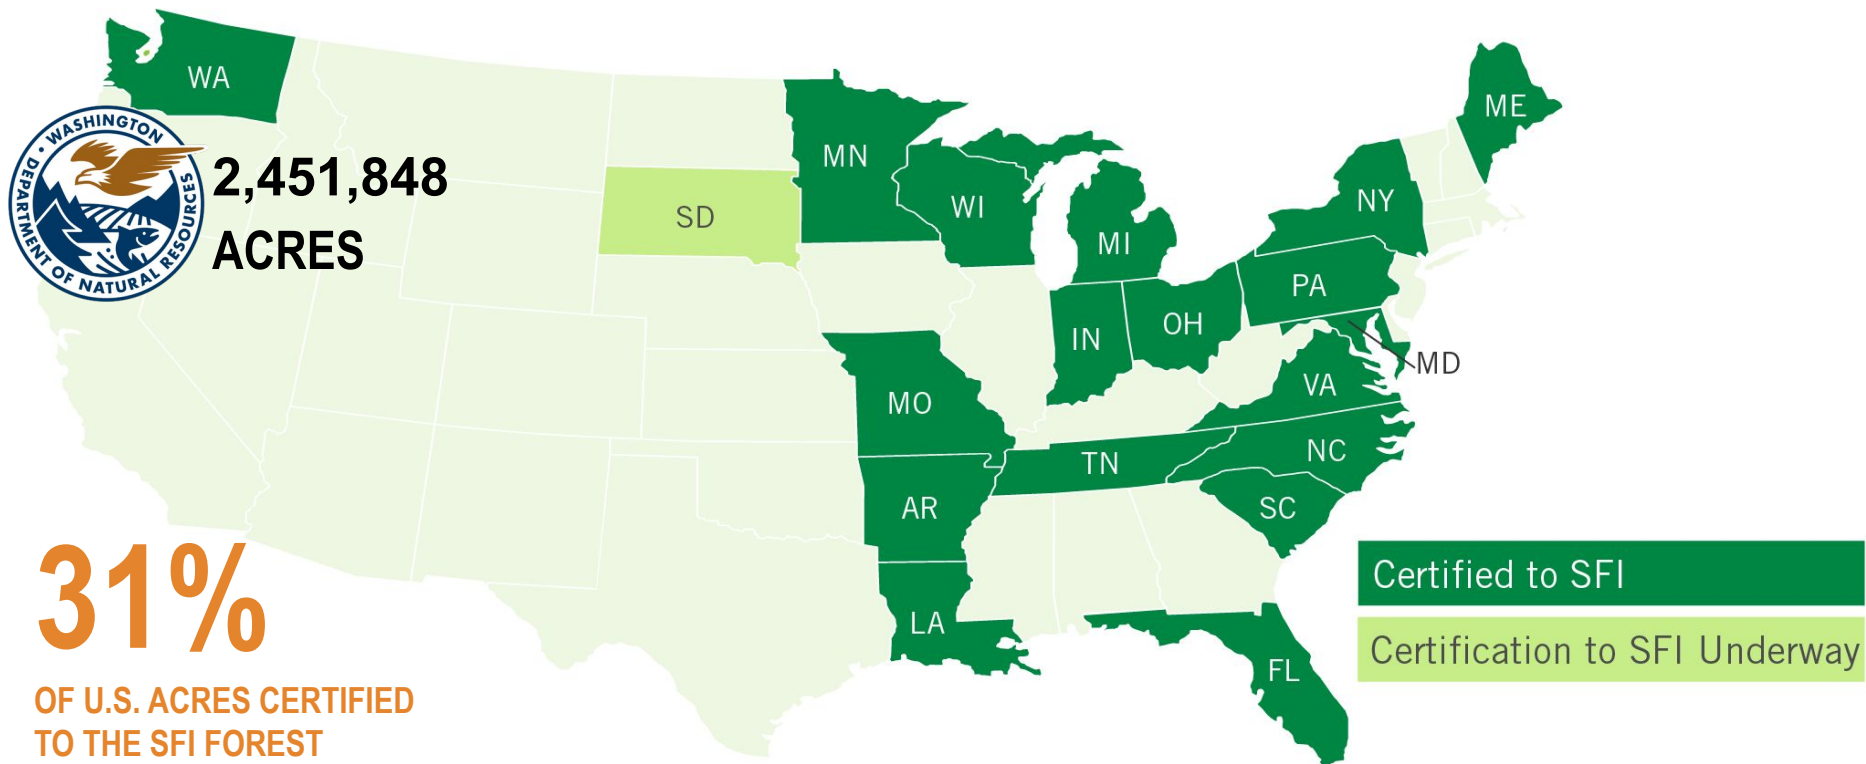 WA
WASHINGTON
DEPARTMENT OF NATURAL RESOURCES
2,451,848
ACRES
SD
MN
WI
MI
ME
NY
PA
IN
OH
MD
VA
MO
NC
TN
AR
SC
LA
FL
31%
OF U.S. ACRES CERTIFIED
TO THE SFI FOREST
Certified to SFI
Certification to SFI Underway